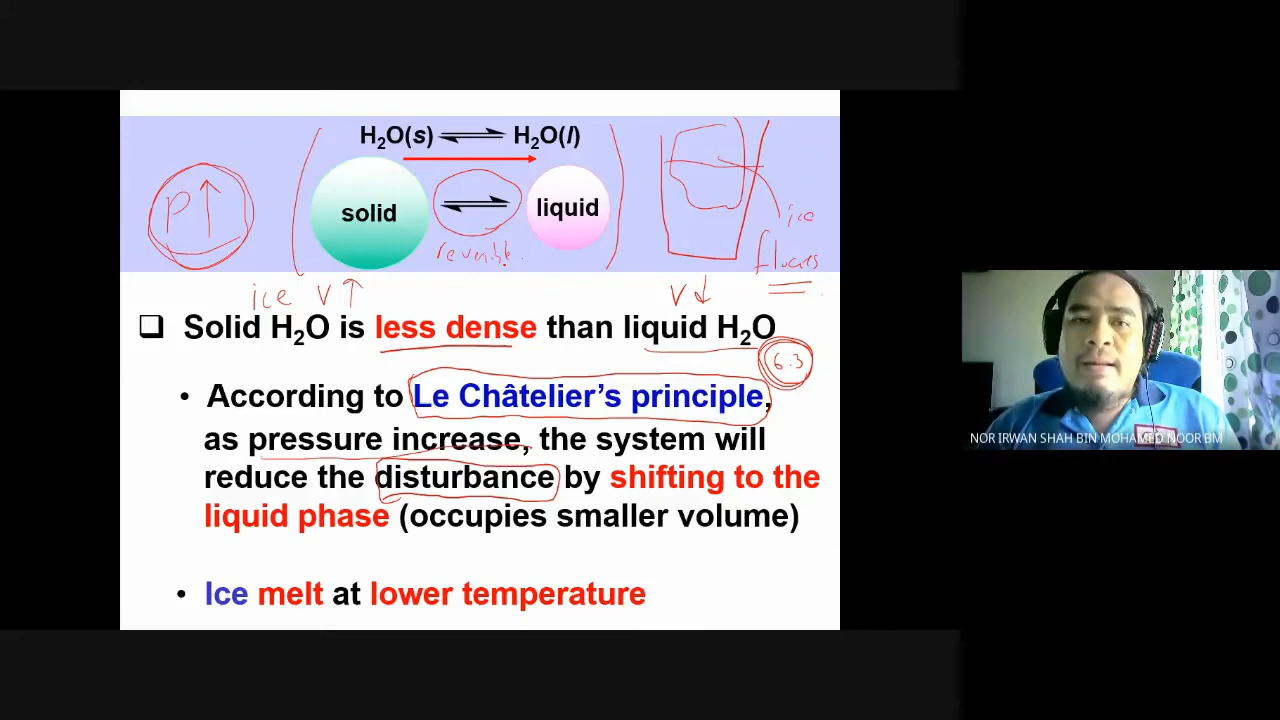 H₂O(s) ⇌ H₂O(l)
P↑
solid ⇌ liquid
ice
floates
ice V↑
V↓
❑ Solid H₂O is less dense than liquid H₂O
6.3
• According to Le Châtelier's principle,
as pressure increase, the system will
reduce the disturbance by shifting to the
liquid phase (occupies smaller volume)
• Ice melt at lower temperature
NOR IRWAN SHAH BIN MOHAMED NOOR BM